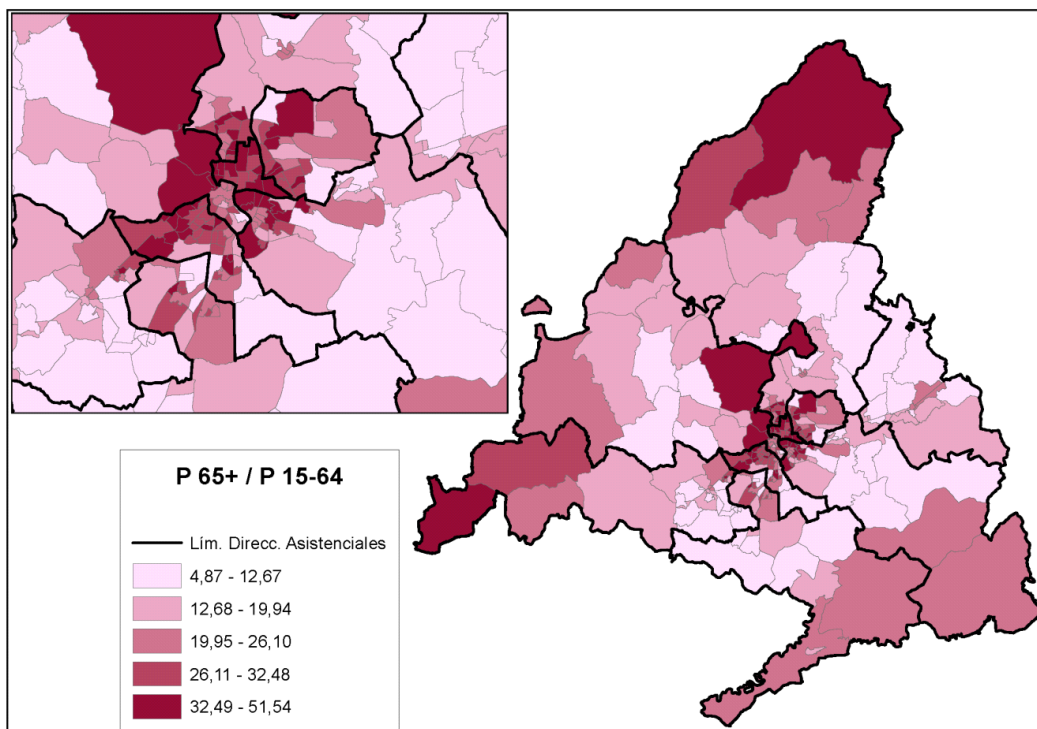 P 65+ / P 15-64
Lím. Direcc. Asistenciales
4,87 - 12,67
12,68 - 19,94
19,95 - 26,10
26,11 - 32,48
32,49 - 51,54